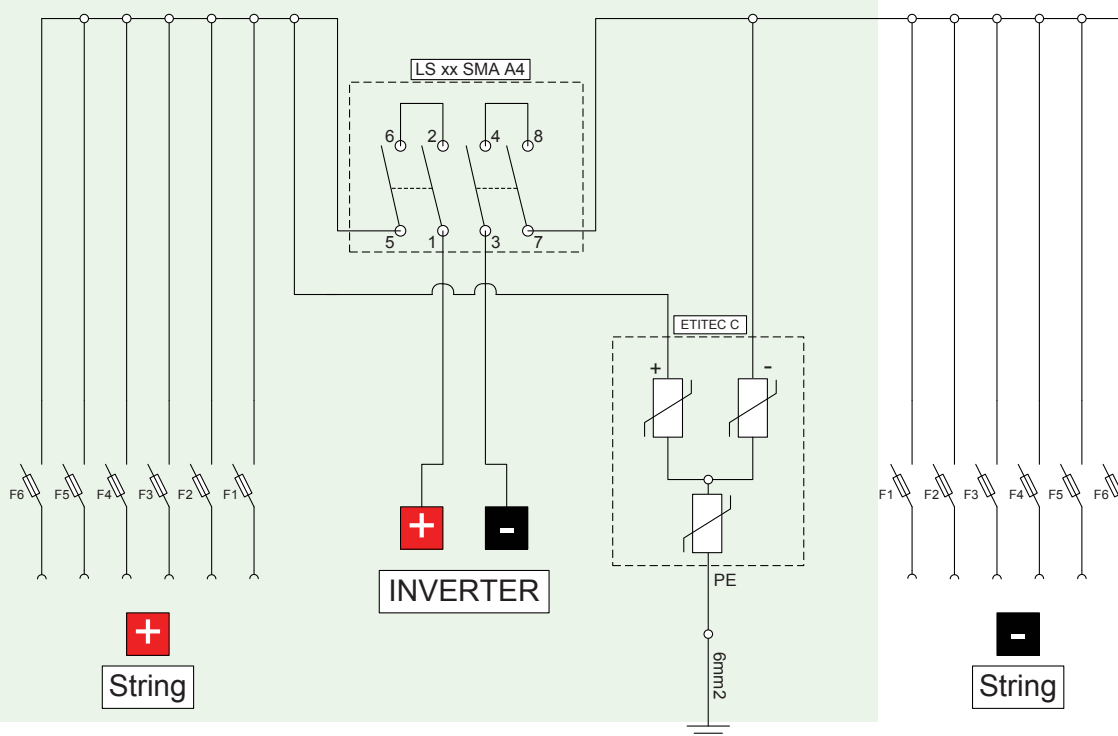 LS xx SMA A4
6 2 4 8
5 1 3 7
ETITEC C
+ -
F6 F5 F4 F3 F2 F1
F1 F2 F3 F4 F5 F6
+ -
INVERTER
PE
6mm2
+
String
-
String